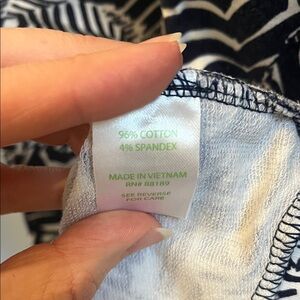 96% COTTON
4% SPANDEX
MADE IN VIETNAM
RN# 88189
SEE REVERSE
FOR CARE